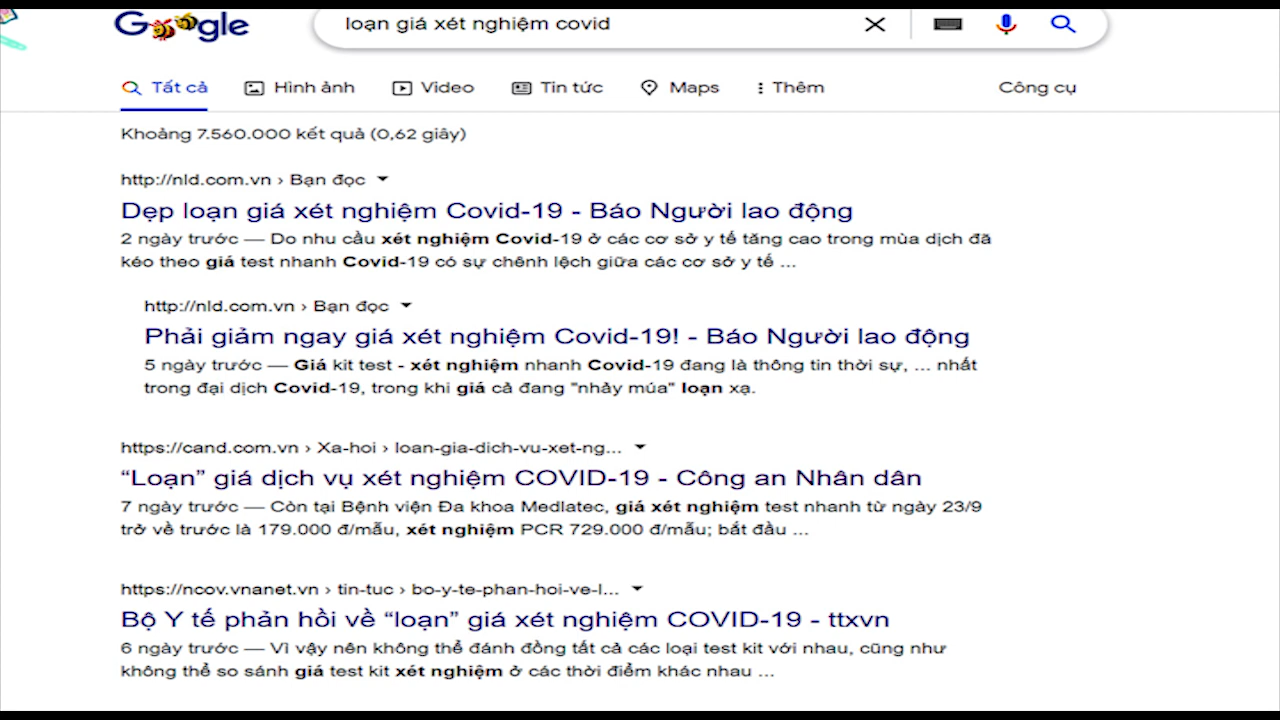 Google
loạn giá xét nghiệm covid
Tất cả Hình ảnh Video Tin tức Maps Thêm Công cụ
Khoảng 7.560.000 kết quả (0,62 giây)
http://nld.com.vn › Bạn đọc
Dẹp loạn giá xét nghiệm Covid-19 - Báo Người lao động
2 ngày trước — Do nhu cầu xét nghiệm Covid-19 ở các cơ sở y tế tăng cao trong mùa dịch đã
kéo theo giá test nhanh Covid-19 có sự chênh lệch giữa các cơ sở y tế ...
http://nld.com.vn › Bạn đọc
Phải giảm ngay giá xét nghiệm Covid-19! - Báo Người lao động
5 ngày trước — Giá kit test - xét nghiệm nhanh Covid-19 đang là thông tin thời sự, ... nhất
trong đại dịch Covid-19, trong khi giá cả đang "nhảy múa" loạn xạ.
https://cand.com.vn › Xa-hoi › loan-gia-dich-vu-xet-ng...
“Loạn” giá dịch vụ xét nghiệm COVID-19 - Công an Nhân dân
7 ngày trước — Còn tại Bệnh viện Đa khoa Medlatec, giá xét nghiệm test nhanh từ ngày 23/9
trở về trước là 179.000 đ/mẫu, xét nghiệm PCR 729.000 đ/mẫu; bắt đầu ...
https://ncov.vnanet.vn › tin-tuc › bo-y-te-phan-hoi-ve-l...
Bộ Y tế phản hồi về “loạn” giá xét nghiệm COVID-19 - ttxvn
6 ngày trước — Vì vậy nên không thể đánh đồng tất cả các loại test kit với nhau, cũng như
không thể so sánh giá test kit xét nghiệm ở các thời điểm khác nhau ...